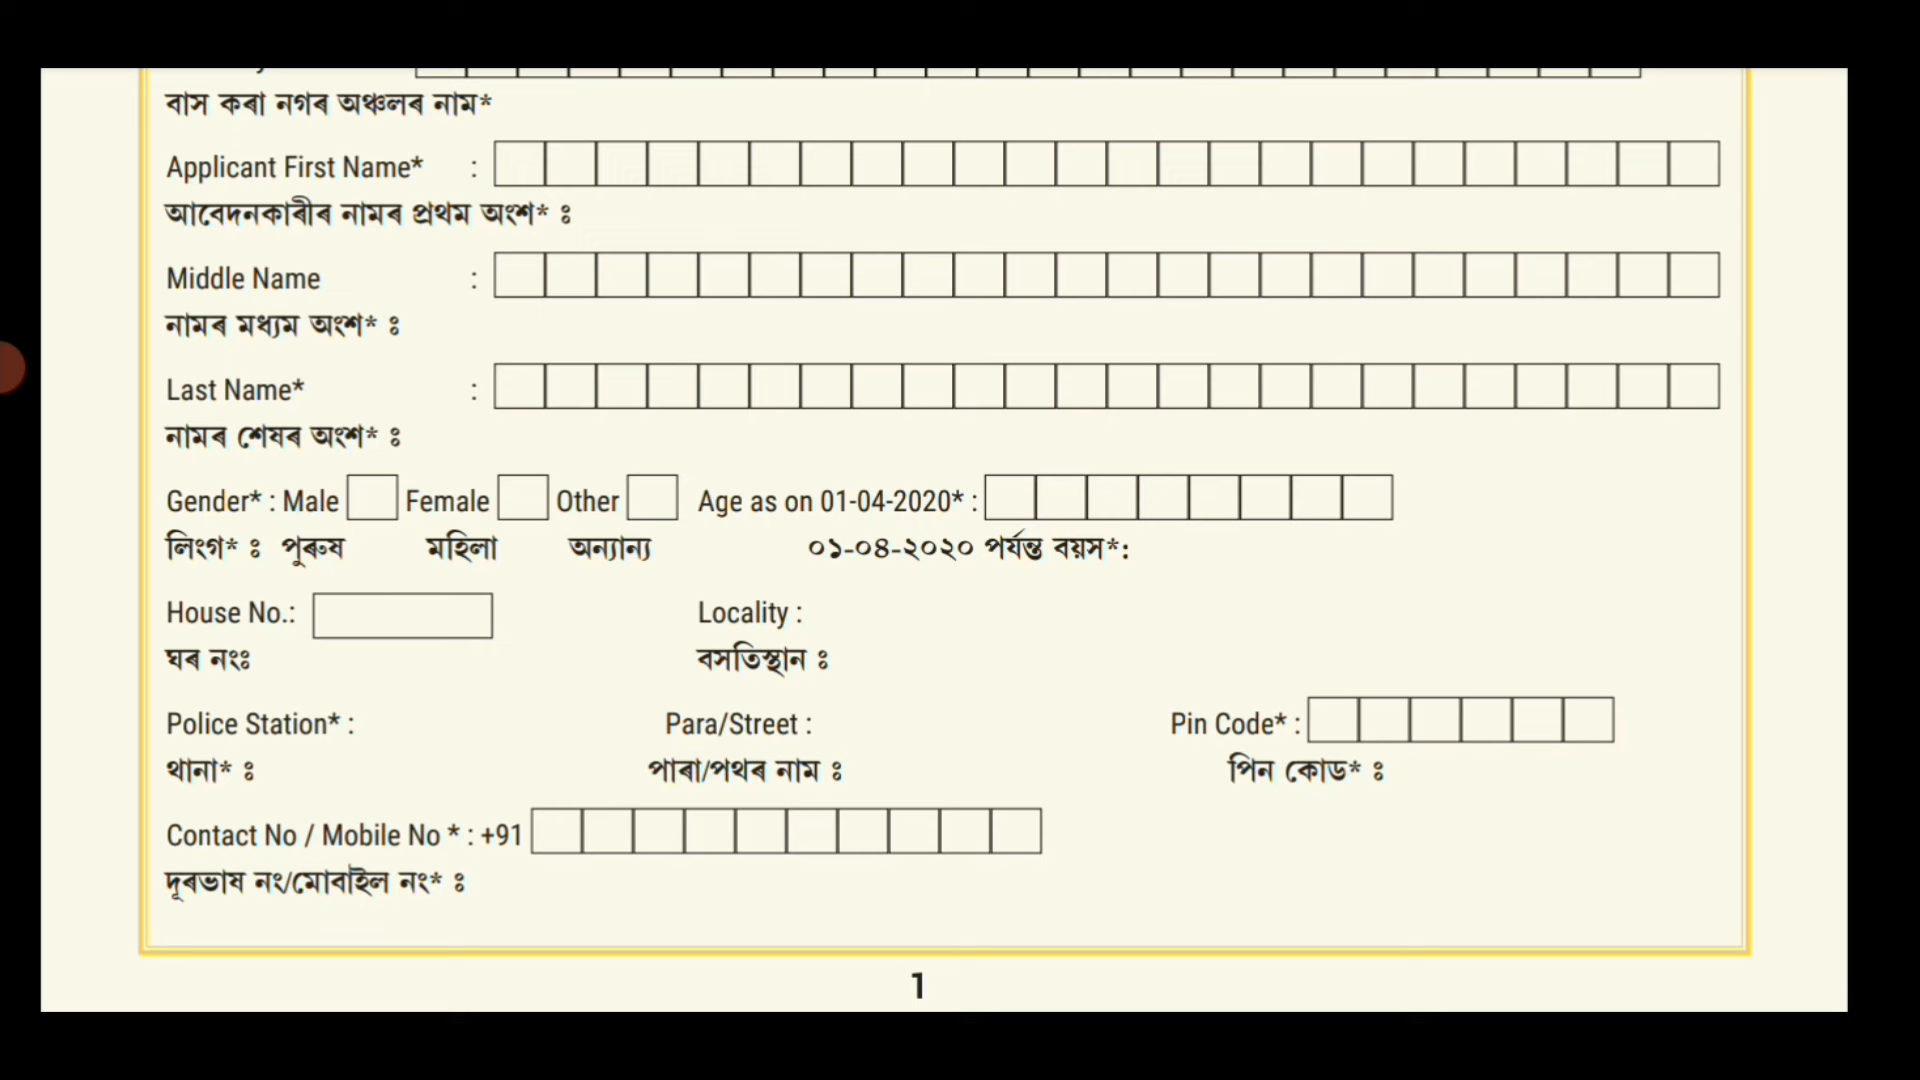 বাস কৰা নগৰ অঞ্চলৰ নাম*
Applicant First Name* :
আবেদনকাৰীৰ নামৰ প্ৰথম অংশ* ঃ
Middle Name :
নামৰ মধ্যম অংশ* ঃ
Last Name* :
নামৰ শেষৰ অংশ* ঃ
Gender* : Male Female Other Age as on 01-04-2020* :
লিংগ* ঃ পুৰুষ মহিলা অন্যান্য ০১-০৪-২০২০ পৰ্যন্ত বয়স*:
House No.: Locality :
ঘৰ নংঃ বসতিস্থান ঃ
Police Station* : Para/Street : Pin Code* :
থানা* ঃ পাৰা/পথৰ নাম ঃ পিন কোড* ঃ
Contact No / Mobile No * : +91
দূৰভাষ নং/মোবাইল নং* ঃ
1